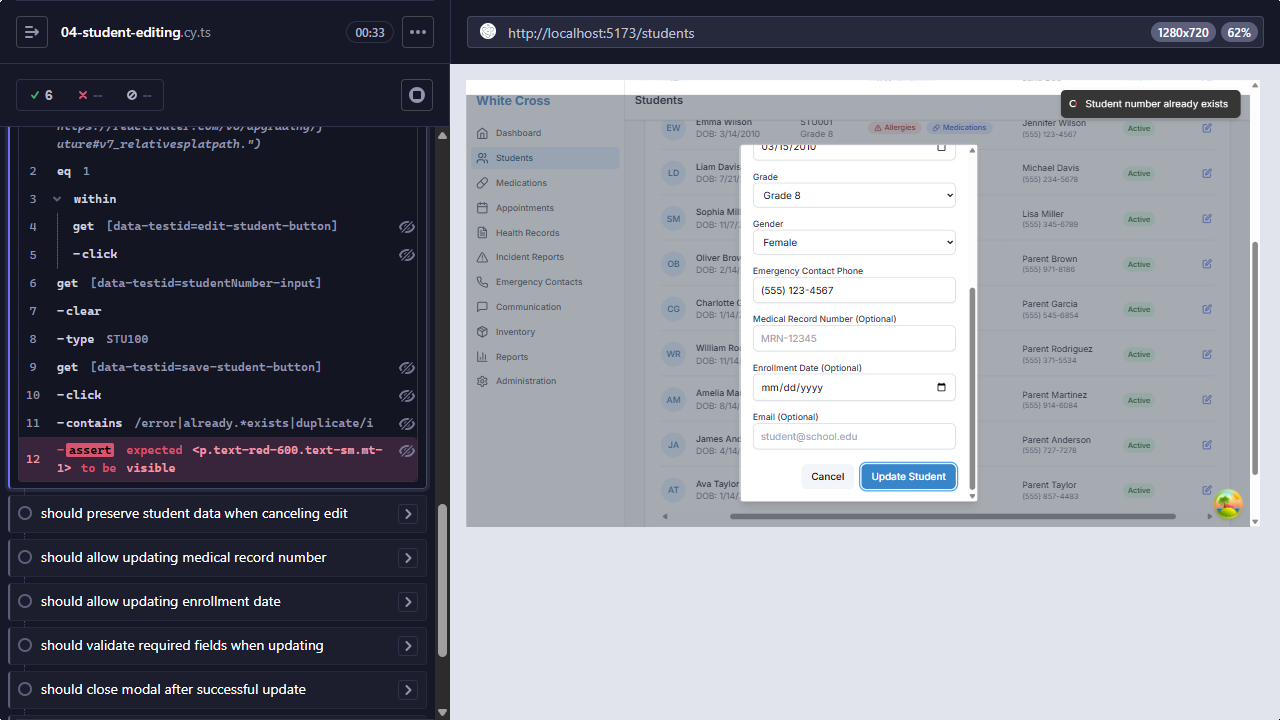 04-student-editing.cy.ts
00:33
6
--
--
uture#v7_relativesplatpath.")
2 eq 1
3 within
4 get [data-testid=edit-student-button]
5 -click
6 get [data-testid=studentNumber-input]
7 -clear
8 -type STU100
9 get [data-testid=save-student-button]
10 -click
11 -contains /error|already.*exists|duplicate/i
12 -assert expected <p.text-red-600.text-sm.mt-
1> to be visible
should preserve student data when canceling edit
should allow updating medical record number
should allow updating enrollment date
should validate required fields when updating
should close modal after successful update
http://localhost:5173/students
1280x720
62%
White Cross
Dashboard
Students
Medications
Appointments
Health Records
Incident Reports
Emergency Contacts
Communication
Inventory
Reports
Administration
Students
Student number already exists
EW Emma Wilson STU001 Allergies Medications Jennifer Wilson Active
DOB: 3/14/2010 Grade 8 (555) 123-4567
LD Liam Davis Michael Davis Active
DOB: 7/21/ (555) 234-5678
SM Sophia Mil Lisa Miller Active
DOB: 11/7/ (555) 345-6789
OB Oliver Brow Parent Brown Active
DOB: 2/14/ (555) 971-8186
CG Charlotte G Parent Garcia Active
DOB: 1/14/ (555) 545-6854
WR William Ro Parent Rodriguez Active
DOB: 11/14 (555) 371-5534
AM Amelia Ma Parent Martinez Active
DOB: 8/14/ (555) 914-6084
JA James And Parent Anderson Active
DOB: 4/14/ (555) 727-7278
AT Ava Taylor Parent Taylor Active
DOB: 1/14/ (555) 857-4483
03/15/2010
Grade
Grade 8
Gender
Female
Emergency Contact Phone
(555) 123-4567
Medical Record Number (Optional)
MRN-12345
Enrollment Date (Optional)
mm/dd/yyyy
Email (Optional)
student@school.edu
Cancel
Update Student